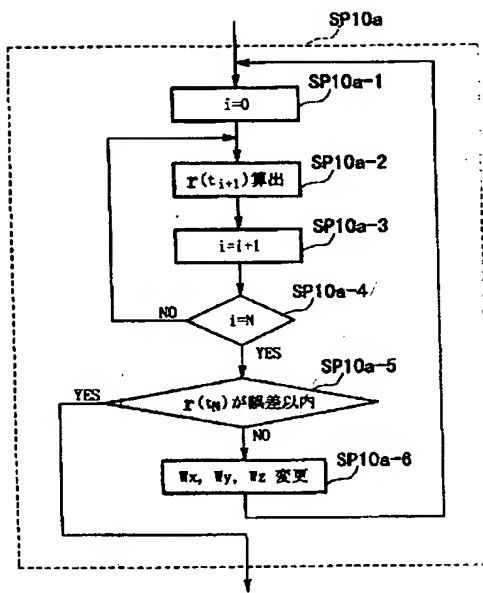 SP10a
SP10a-1
i=0
SP10a-2
r(ti+1)算出
SP10a-3
i=i+1
SP10a-4
NO
i=N
YES
SP10a-5
YES
r(tN)が誤差以内
NO
SP10a-6
Wx, Wy, Wz 変更